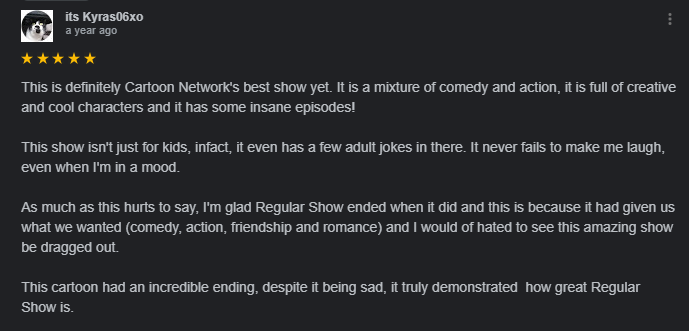 its Kyras06xo
a year ago
This is definitely Cartoon Network's best show yet. It is a mixture of comedy and action, it is full of creative
and cool characters and it has some insane episodes!
This show isn't just for kids, infact, it even has a few adult jokes in there. It never fails to make me laugh,
even when I'm in a mood.
As much as this hurts to say, I'm glad Regular Show ended when it did and this is because it had given us
what we wanted (comedy, action, friendship and romance) and I would of hated to see this amazing show
be dragged out.
This cartoon had an incredible ending, despite it being sad, it truly demonstrated  how great Regular
Show is.